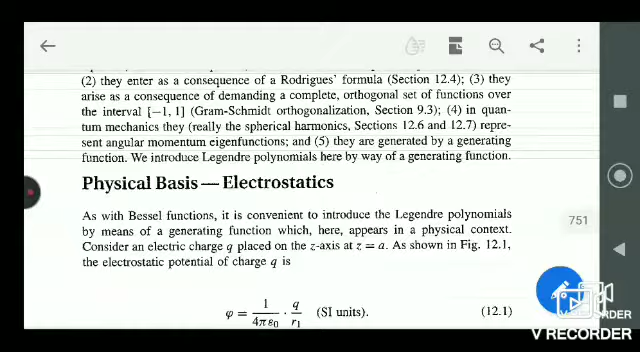 (2) they enter as a consequence of a Rodrigues' formula (Section 12.4); (3) they
arise as a consequence of demanding a complete, orthogonal set of functions over
the interval [−1, 1] (Gram-Schmidt orthogonalization, Section 9.3); (4) in quan-
tum mechanics they (really the spherical harmonics, Sections 12.6 and 12.7) repre-
sent angular momentum eigenfunctions; and (5) they are generated by a generating
function. We introduce Legendre polynomials here by way of a generating function.
Physical Basis — Electrostatics
As with Bessel functions, it is convenient to introduce the Legendre polynomials
by means of a generating function which, here, appears in a physical context.
Consider an electric charge q placed on the z-axis at z = a. As shown in Fig. 12.1,
the electrostatic potential of charge q is
φ = 1/4πε0 · q/r1 (SI units). (12.1)
751
V RECORDER
V RECORDER